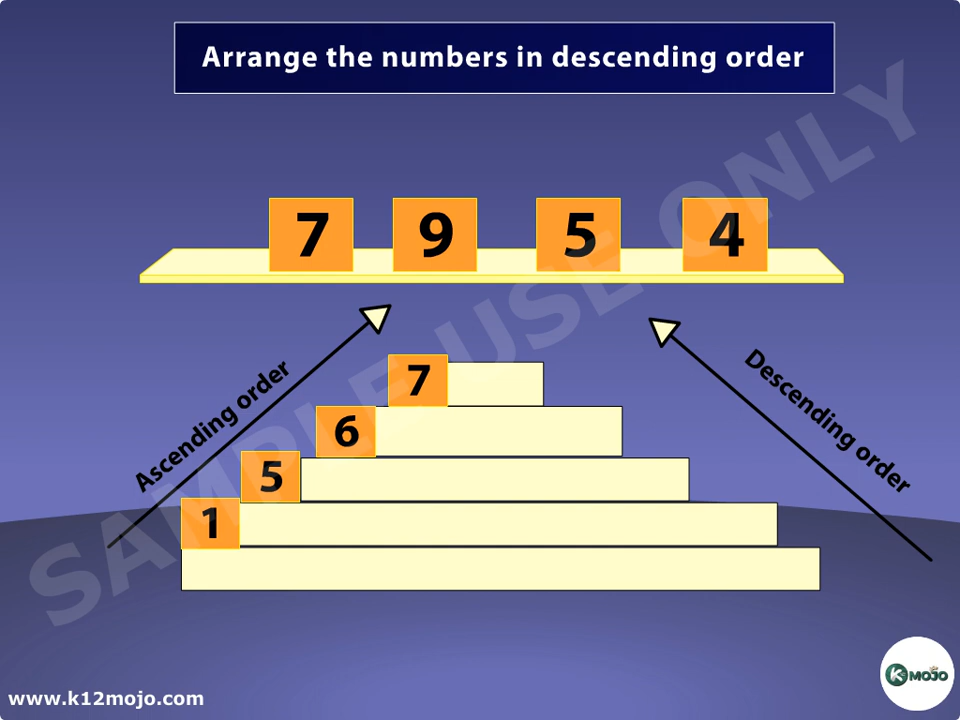 Arrange the numbers in descending order
7 9 5 4
Ascending order
Descending order
7
6
5
1
SAMPLE USE ONLY
www.k12mojo.com
K12 MOJO